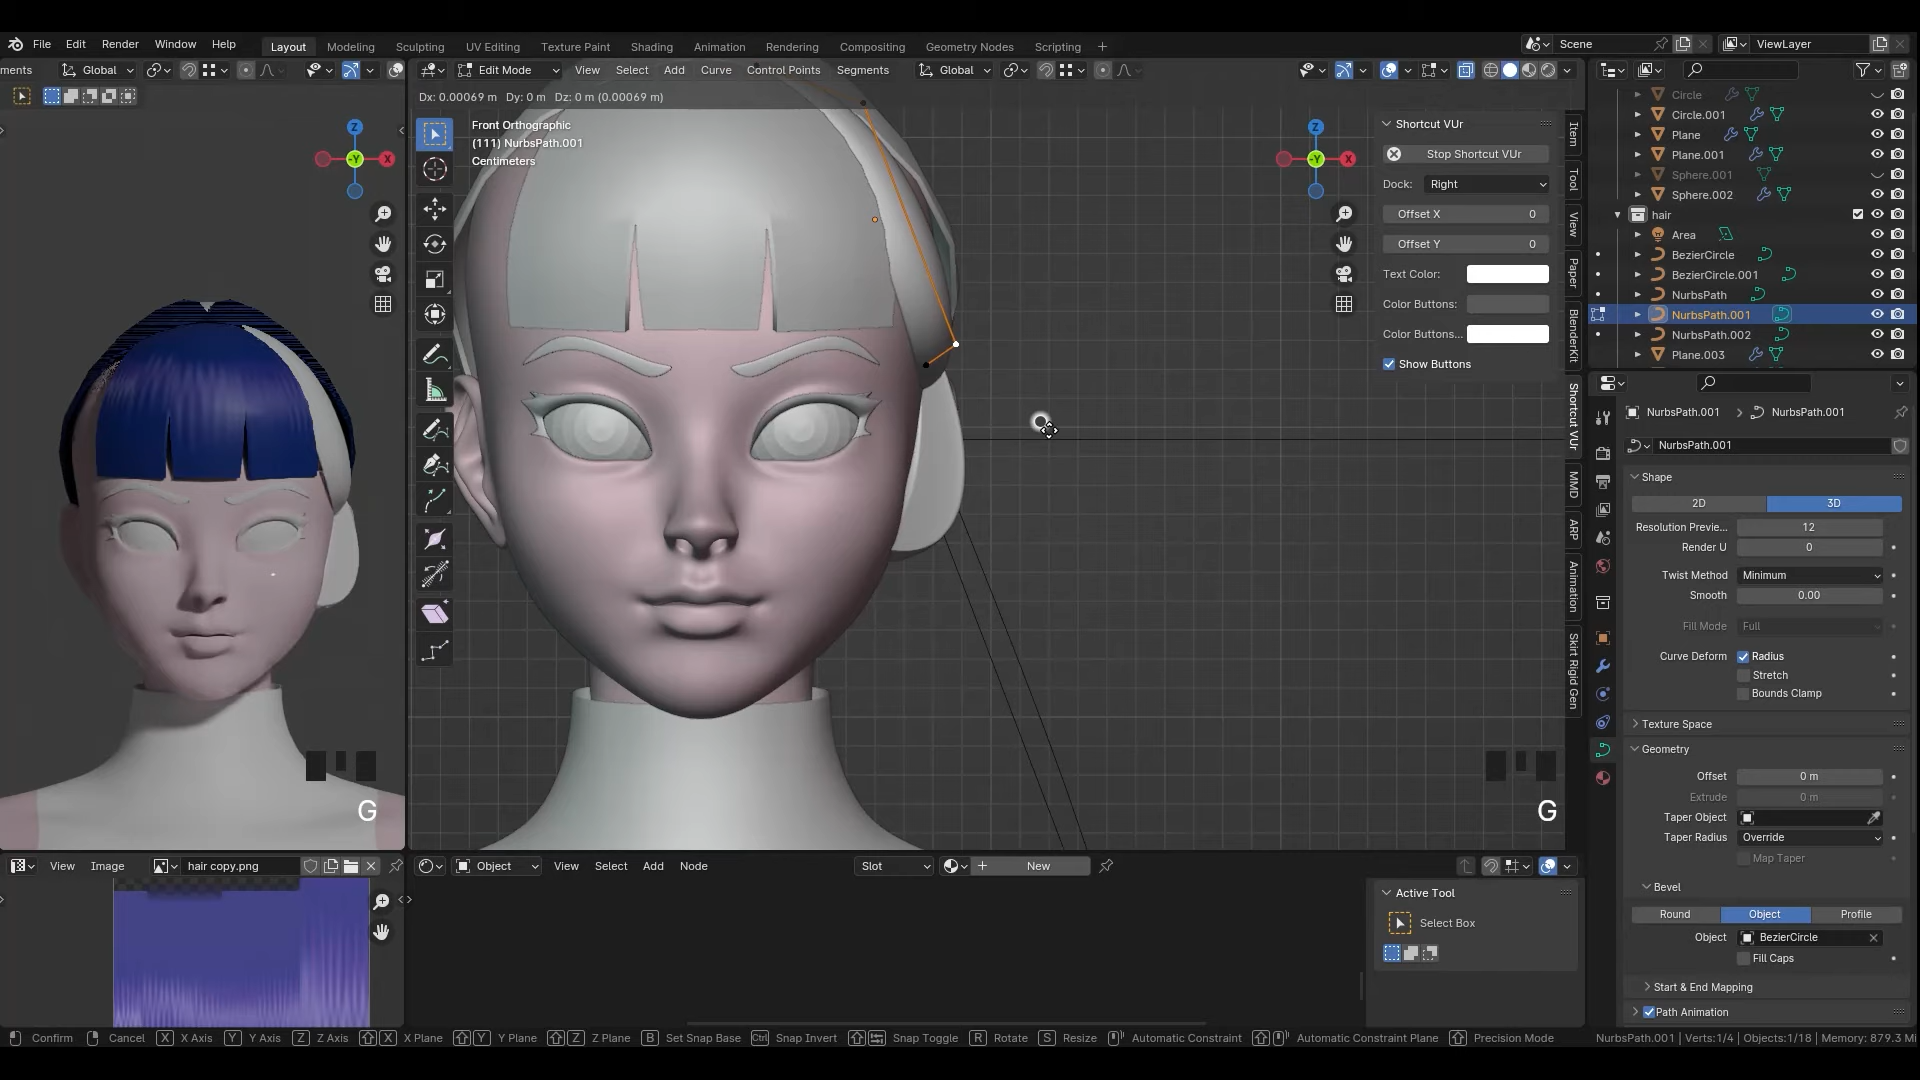 File Edit Render Window Help Layout Modeling Sculpting UV Editing Texture Paint Shading Animation Rendering Compositing Geometry Nodes Scripting + Scene ViewLayer
ments Global Edit Mode View Select Add Curve Control Points Segments Global
Dx: 0.00069 m Dy: 0 m Dz: 0 m (0.00069 m)
Front Orthographic
(111) NurbsPath.001
Centimeters
Z
X
-Y
Z
X
-Y
Shortcut VUr
Stop Shortcut VUr
Dock: Right
Offset X 0
Offset Y 0
Text Color:
Color Buttons:
Color Buttons...
Show Buttons
Item
Tool
View
Paper
BlenderKit
Shortcut VUr
MMD
ARP
Animation
Skirt Rigid Gen
Circle
Circle.001
Plane
Plane.001
Sphere.001
Sphere.002
hair
Area
BezierCircle
BezierCircle.001
NurbsPath
NurbsPath.001
NurbsPath.002
Plane.003
NurbsPath.001 > NurbsPath.001
NurbsPath.001
Shape
2D 3D
Resolution Previe... 12
Render U 0
Twist Method Minimum
Smooth 0.00
Fill Mode Full
Curve Deform Radius
Stretch
Bounds Clamp
Texture Space
Geometry
Offset 0 m
Extrude 0 m
Taper Object
Taper Radius Override
Map Taper
Bevel
Round Object Profile
Object BezierCircle
Fill Caps
Start & End Mapping
Path Animation
G
G
View Image hair copy.png
Object View Select Add Node Slot New
Active Tool
Select Box
Confirm Cancel X X Axis Y Y Axis Z Z Axis X X Plane Y Y Plane Z Z Plane B Set Snap Base Ctrl Snap Invert Snap Toggle R Rotate S Resize Automatic Constraint Automatic Constraint Plane Precision Mode NurbsPath.001 | Verts:1/4 | Objects:1/18 | Memory: 879.3 Mi